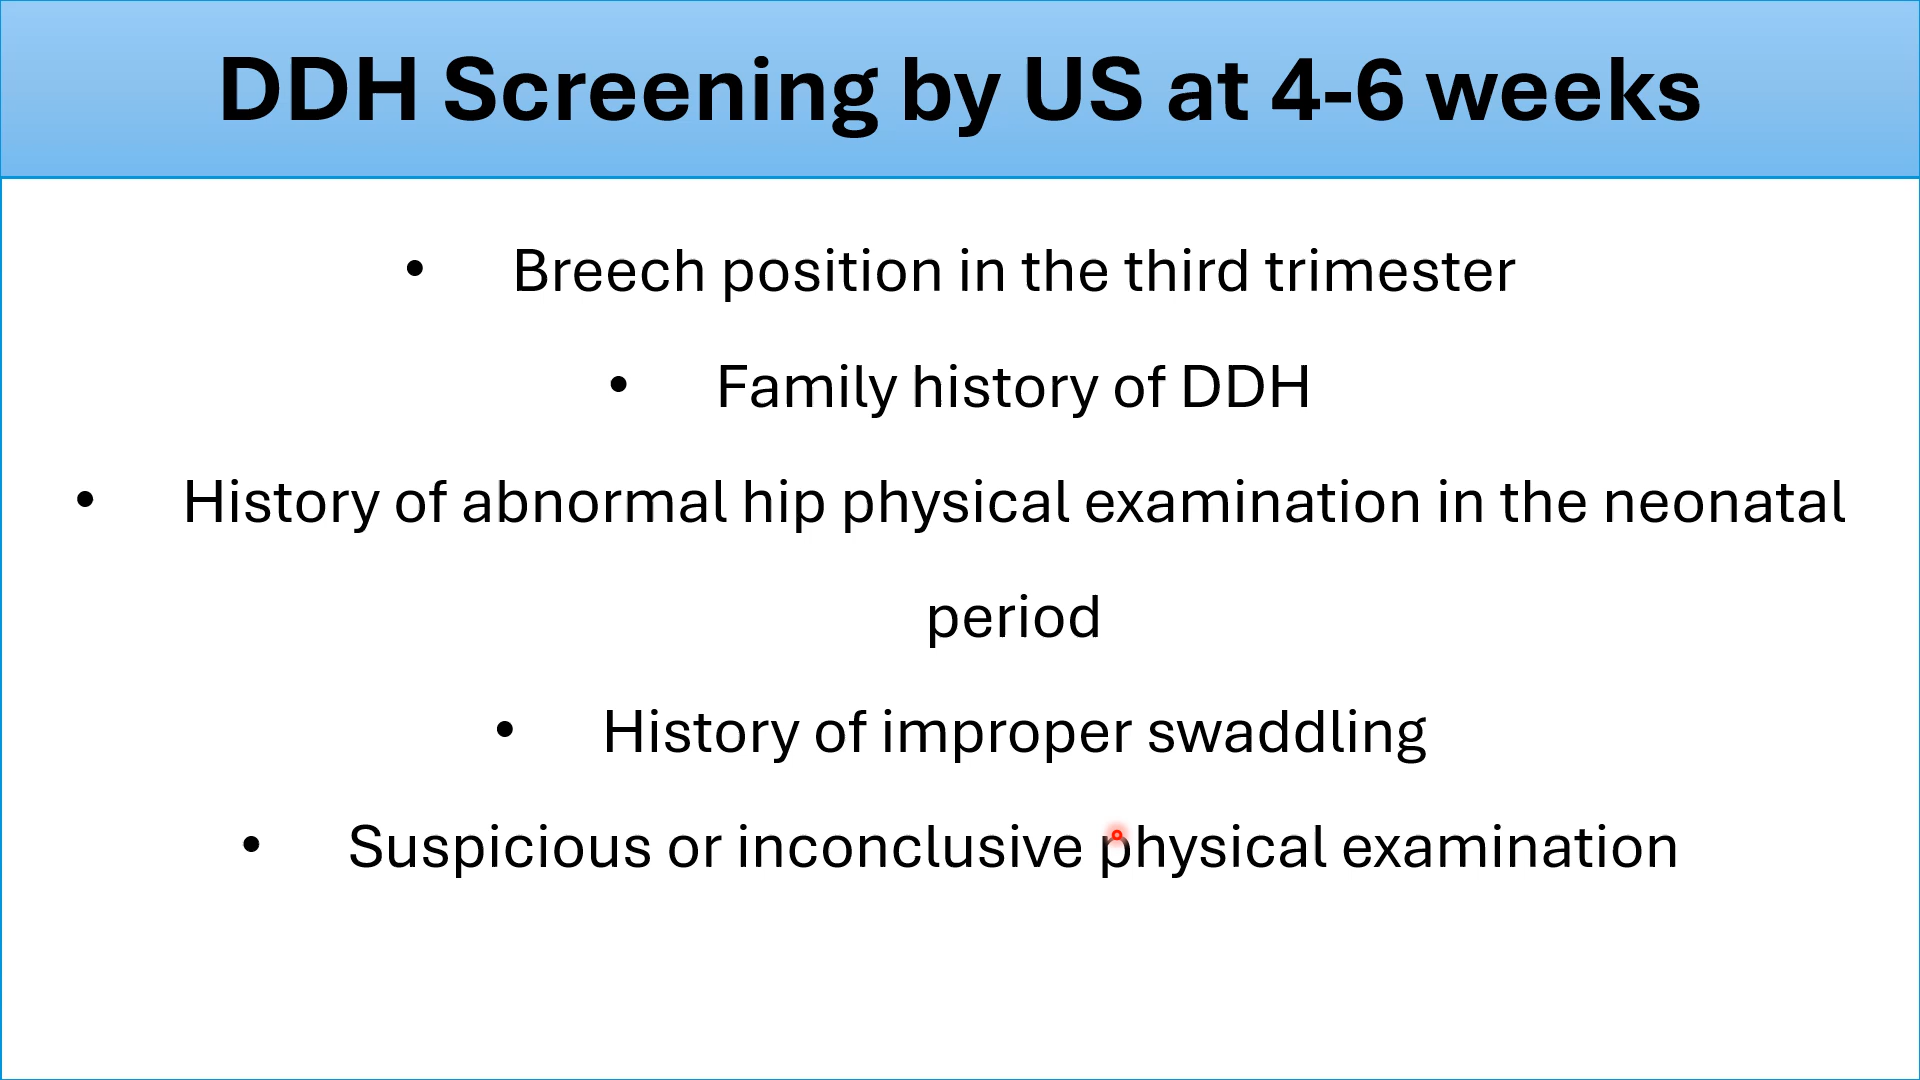 DDH Screening by US at 4-6 weeks
• Breech position in the third trimester
• Family history of DDH
• History of abnormal hip physical examination in the neonatal
period
• History of improper swaddling
• Suspicious or inconclusive physical examination